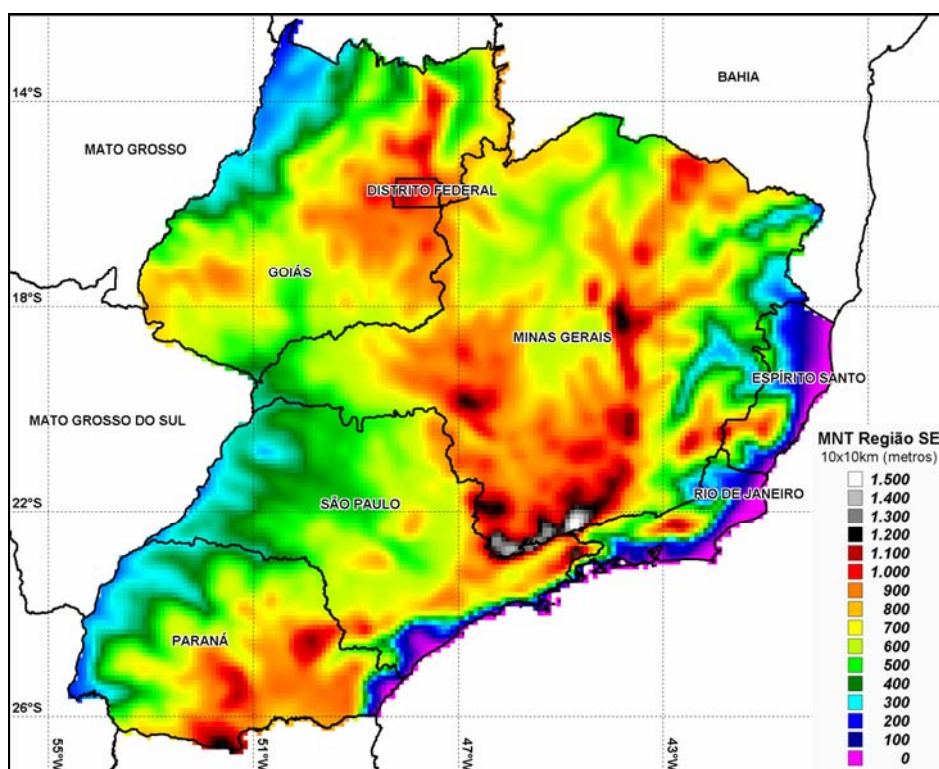 BAHIA
14°S
MATO GROSSO
DISTRITO FEDERAL
GOIÁS
18°S
MINAS GERAIS
ESPÍRITO SANTO
MATO GROSSO DO SUL
MNT Região SE
10x10km (metros)
1.500
1.400
1.300
1.200
1.100
1.000
900
800
700
600
500
400
300
200
100
0
RIO DE JANEIRO
SÃO PAULO
22°S
PARANÁ
26°S
55°W
51°W
47°W
43°W